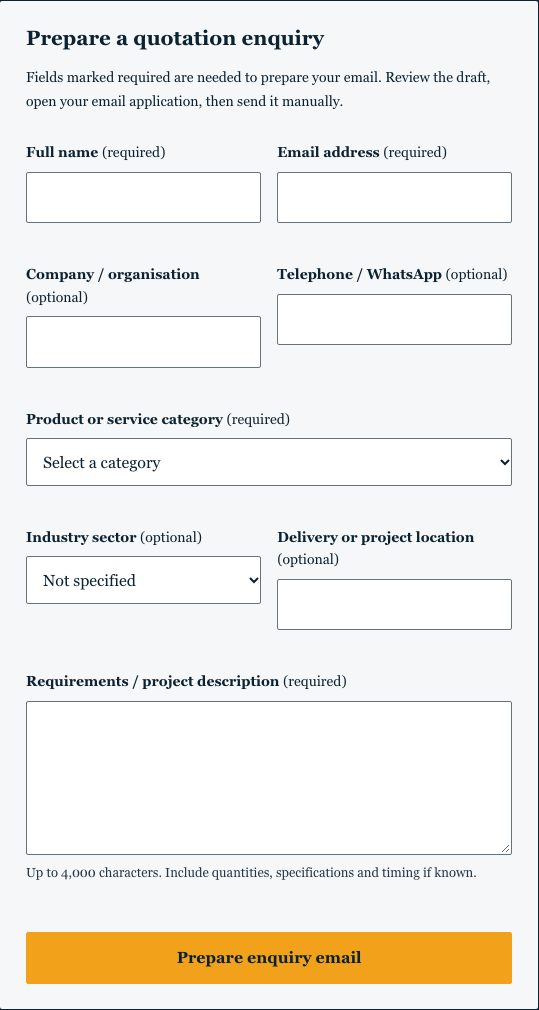 Prepare a quotation enquiry
Fields marked required are needed to prepare your email. Review the draft,
open your email application, then send it manually.
Full name (required)
Email address (required)
Company / organisation
(optional)
Telephone / WhatsApp (optional)
Product or service category (required)
Select a category
Industry sector (optional)
Not specified
Delivery or project location
(optional)
Requirements / project description (required)
Up to 4,000 characters. Include quantities, specifications and timing if known.
Prepare enquiry email